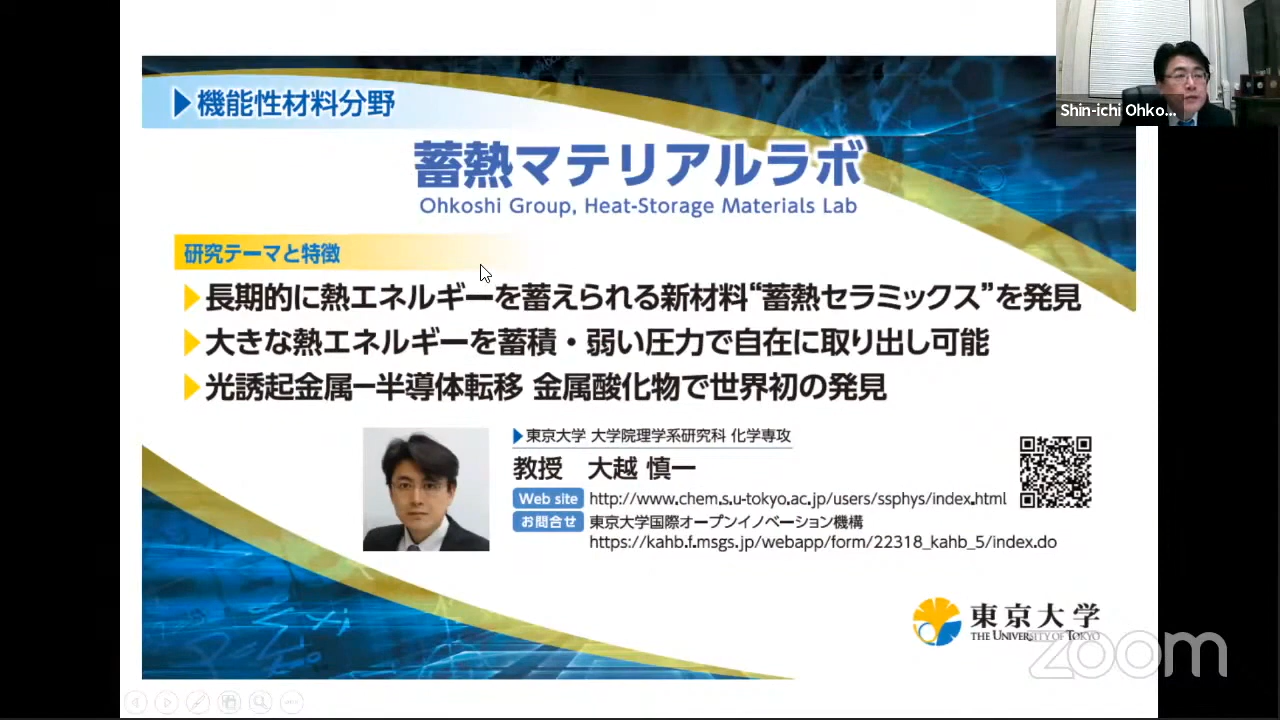 機能性材料分野
Shin-ichi Ohko...
蓄熱マテリアルラボ
Ohkoshi Group, Heat-Storage Materials Lab
研究テーマと特徴
長期的に熱エネルギーを蓄えられる新材料“蓄熱セラミックス”を発見
大きな熱エネルギーを蓄積・弱い圧力で自在に取り出し可能
光誘起金属ー半導体転移 金属酸化物で世界初の発見
東京大学 大学院理学系研究科 化学専攻
教授 大越 慎一
Web site http://www.chem.s.u-tokyo.ac.jp/users/ssphys/index.html
お問合せ 東京大学国際オープンイノベーション機構
https://kahb.f.msgs.jp/webapp/form/22318_kahb_5/index.do
東京大学
THE UNIVERSITY OF TOKYO
zoom